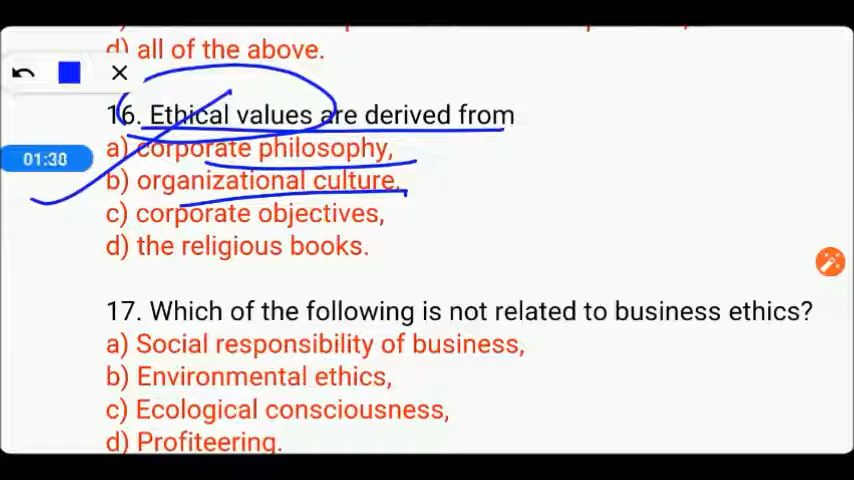 d) all of the above.
16. Ethical values are derived from
a) corporate philosophy,
01:30
b) organizational culture,
c) corporate objectives,
d) the religious books.
17. Which of the following is not related to business ethics?
a) Social responsibility of business,
b) Environmental ethics,
c) Ecological consciousness,
d) Profiteering.